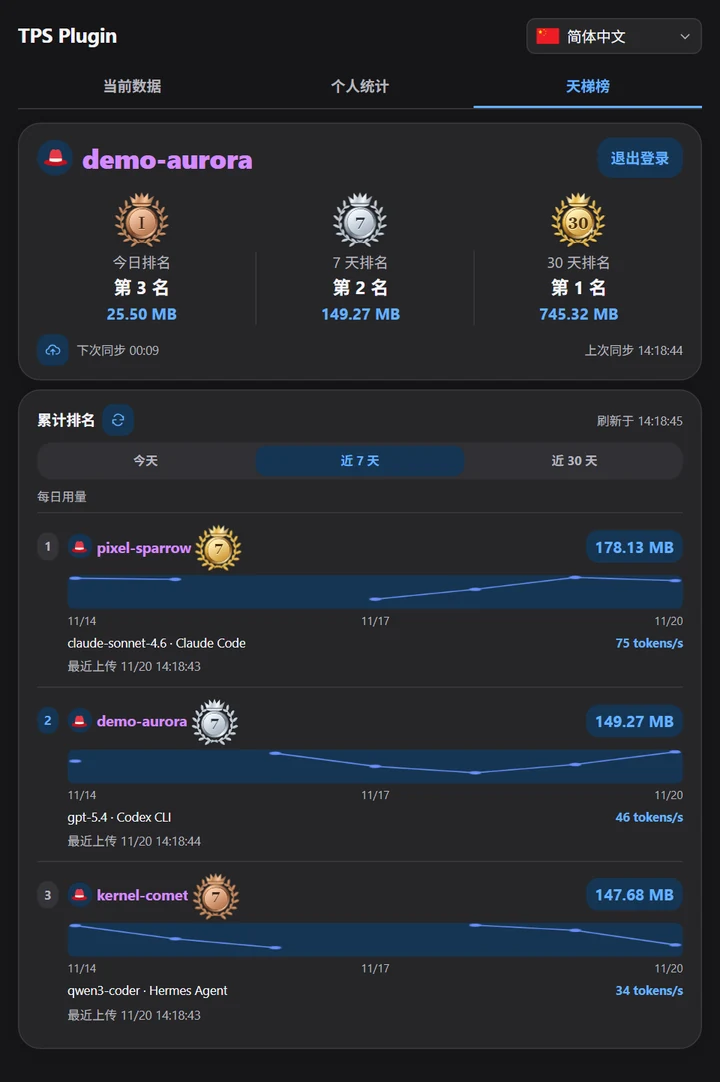 TPS Plugin
简体中文
当前数据 个人统计 天梯榜
demo-aurora 退出登录
I 7 30
今日排名 7 天排名 30 天排名
第 3 名 第 2 名 第 1 名
25.50 MB 149.27 MB 745.32 MB
下次同步 00:09 上次同步 14:18:44
累计排名 刷新于 14:18:45
今天 近 7 天 近 30 天
每日用量
1 pixel-sparrow 7 178.13 MB
11/14 11/17 11/20
claude-sonnet-4.6 · Claude Code 75 tokens/s
最近上传 11/20 14:18:43
2 demo-aurora 7 149.27 MB
11/14 11/17 11/20
gpt-5.4 · Codex CLI 46 tokens/s
最近上传 11/20 14:18:44
3 kernel-comet 7 147.68 MB
11/14 11/17 11/20
qwen3-coder · Hermes Agent 34 tokens/s
最近上传 11/20 14:18:43